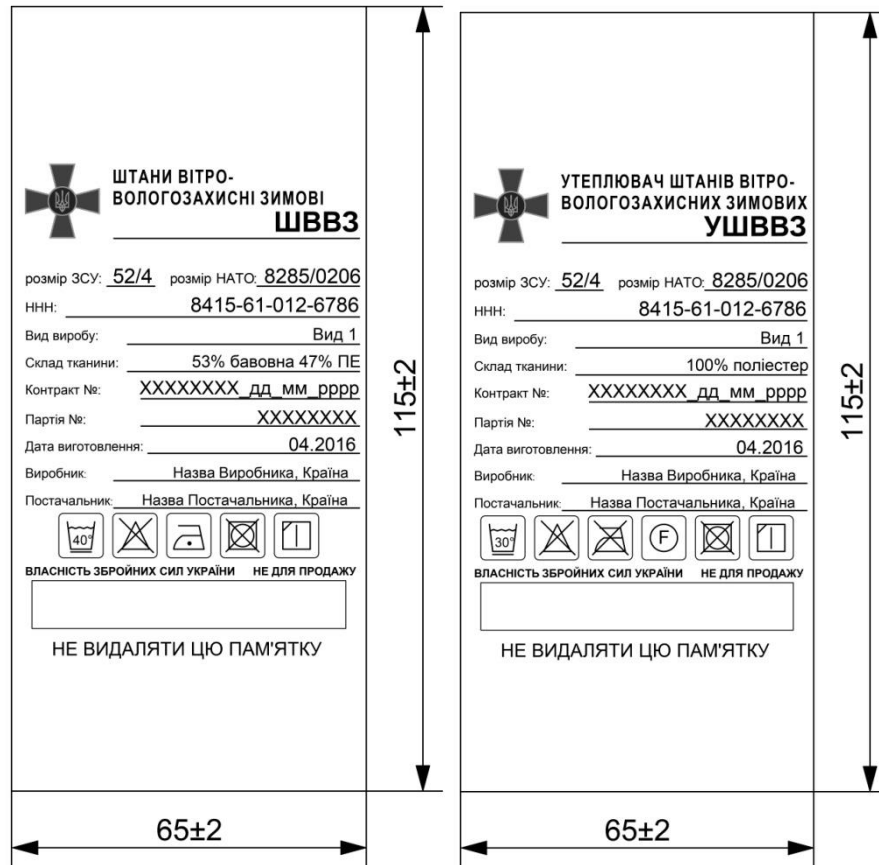 ШТАНИ ВІТРО-
ВОЛОГОЗАХИСНІ ЗИМОВІ
ШВВЗ
розмір ЗСУ: 52/4 розмір НАТО: 8285/0206
ННН: 8415-61-012-6786
Вид виробу: Вид 1
Склад тканини: 53% бавовна 47% ПЕ
Контракт №: XXXXXXXX_дд_мм_рррр
Партія №: XXXXXXXX
Дата виготовлення: 04.2016
Виробник: Назва Виробника, Країна
Постачальник: Назва Постачальника, Країна
40°
ВЛАСНІСТЬ ЗБРОЙНИХ СИЛ УКРАЇНИ НЕ ДЛЯ ПРОДАЖУ
НЕ ВИДАЛЯТИ ЦЮ ПАМ'ЯТКУ
115±2
65±2
УТЕПЛЮВАЧ ШТАНІВ ВІТРО-
ВОЛОГОЗАХИСНИХ ЗИМОВИХ
УШВВЗ
розмір ЗСУ: 52/4 розмір НАТО: 8285/0206
ННН: 8415-61-012-6786
Вид виробу: Вид 1
Склад тканини: 100% поліестер
Контракт №: XXXXXXXX_дд_мм_рррр
Партія №: XXXXXXXX
Дата виготовлення: 04.2016
Виробник: Назва Виробника, Країна
Постачальник: Назва Постачальника, Країна
30° F
ВЛАСНІСТЬ ЗБРОЙНИХ СИЛ УКРАЇНИ НЕ ДЛЯ ПРОДАЖУ
НЕ ВИДАЛЯТИ ЦЮ ПАМ'ЯТКУ
115±2
65±2